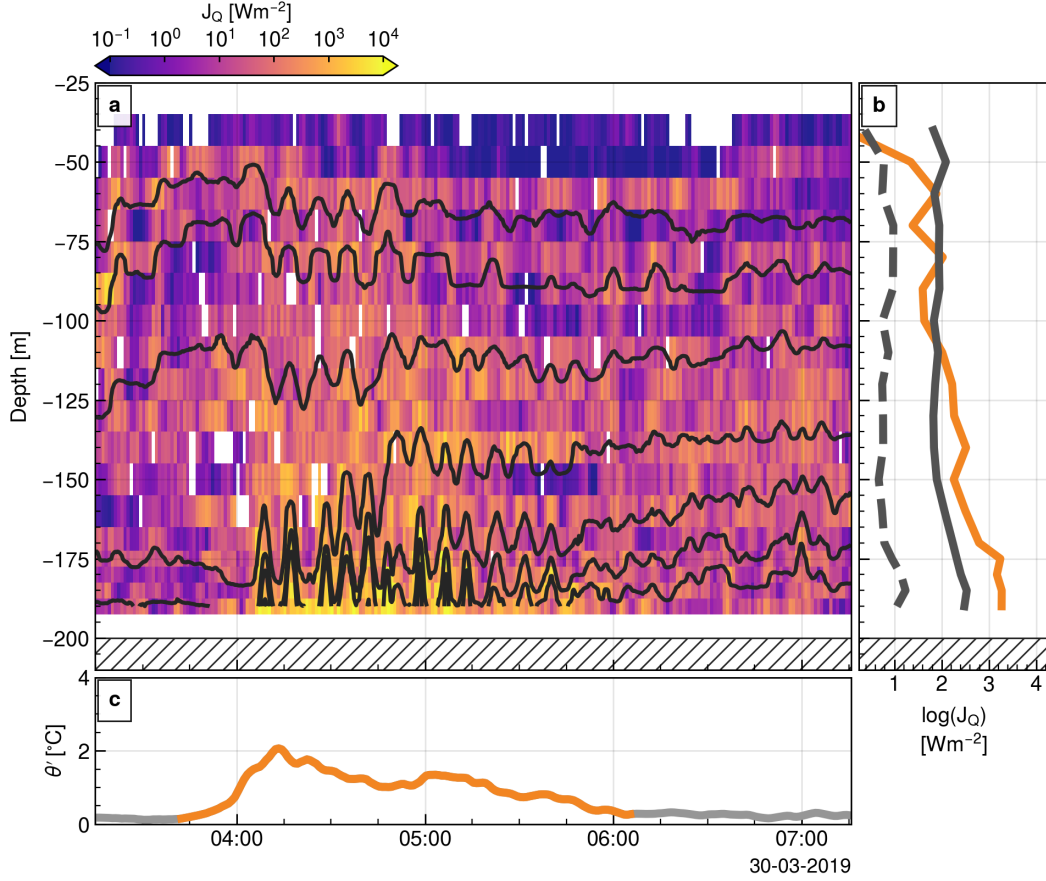 J_Q [Wm⁻²]
10⁻¹ 10⁰ 10¹ 10² 10³ 10⁴
a
b
−25
−50
−75
−100
−125
−150
−175
−200
Depth [m]
1 2 3 4
log(J_Q)
[Wm⁻²]
c
4
2
0
θ′ [°C]
04:00 05:00 06:00 07:00
30-03-2019